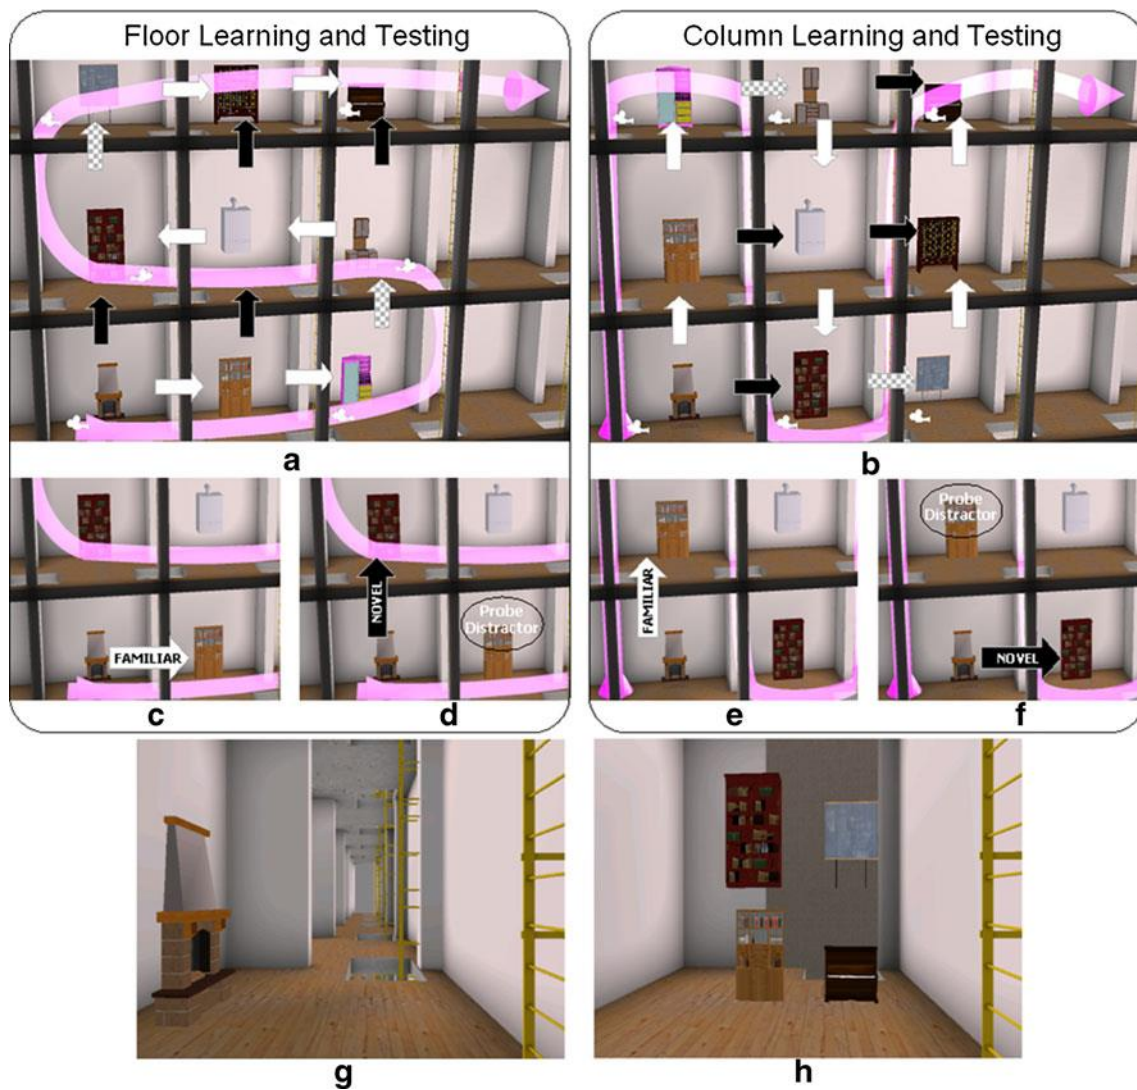 Floor Learning and Testing
Column Learning and Testing
a
b
FAMILIAR
NOVEL
Probe
Distractor
FAMILIAR
Probe
Distractor
NOVEL
c
d
e
f
g
h